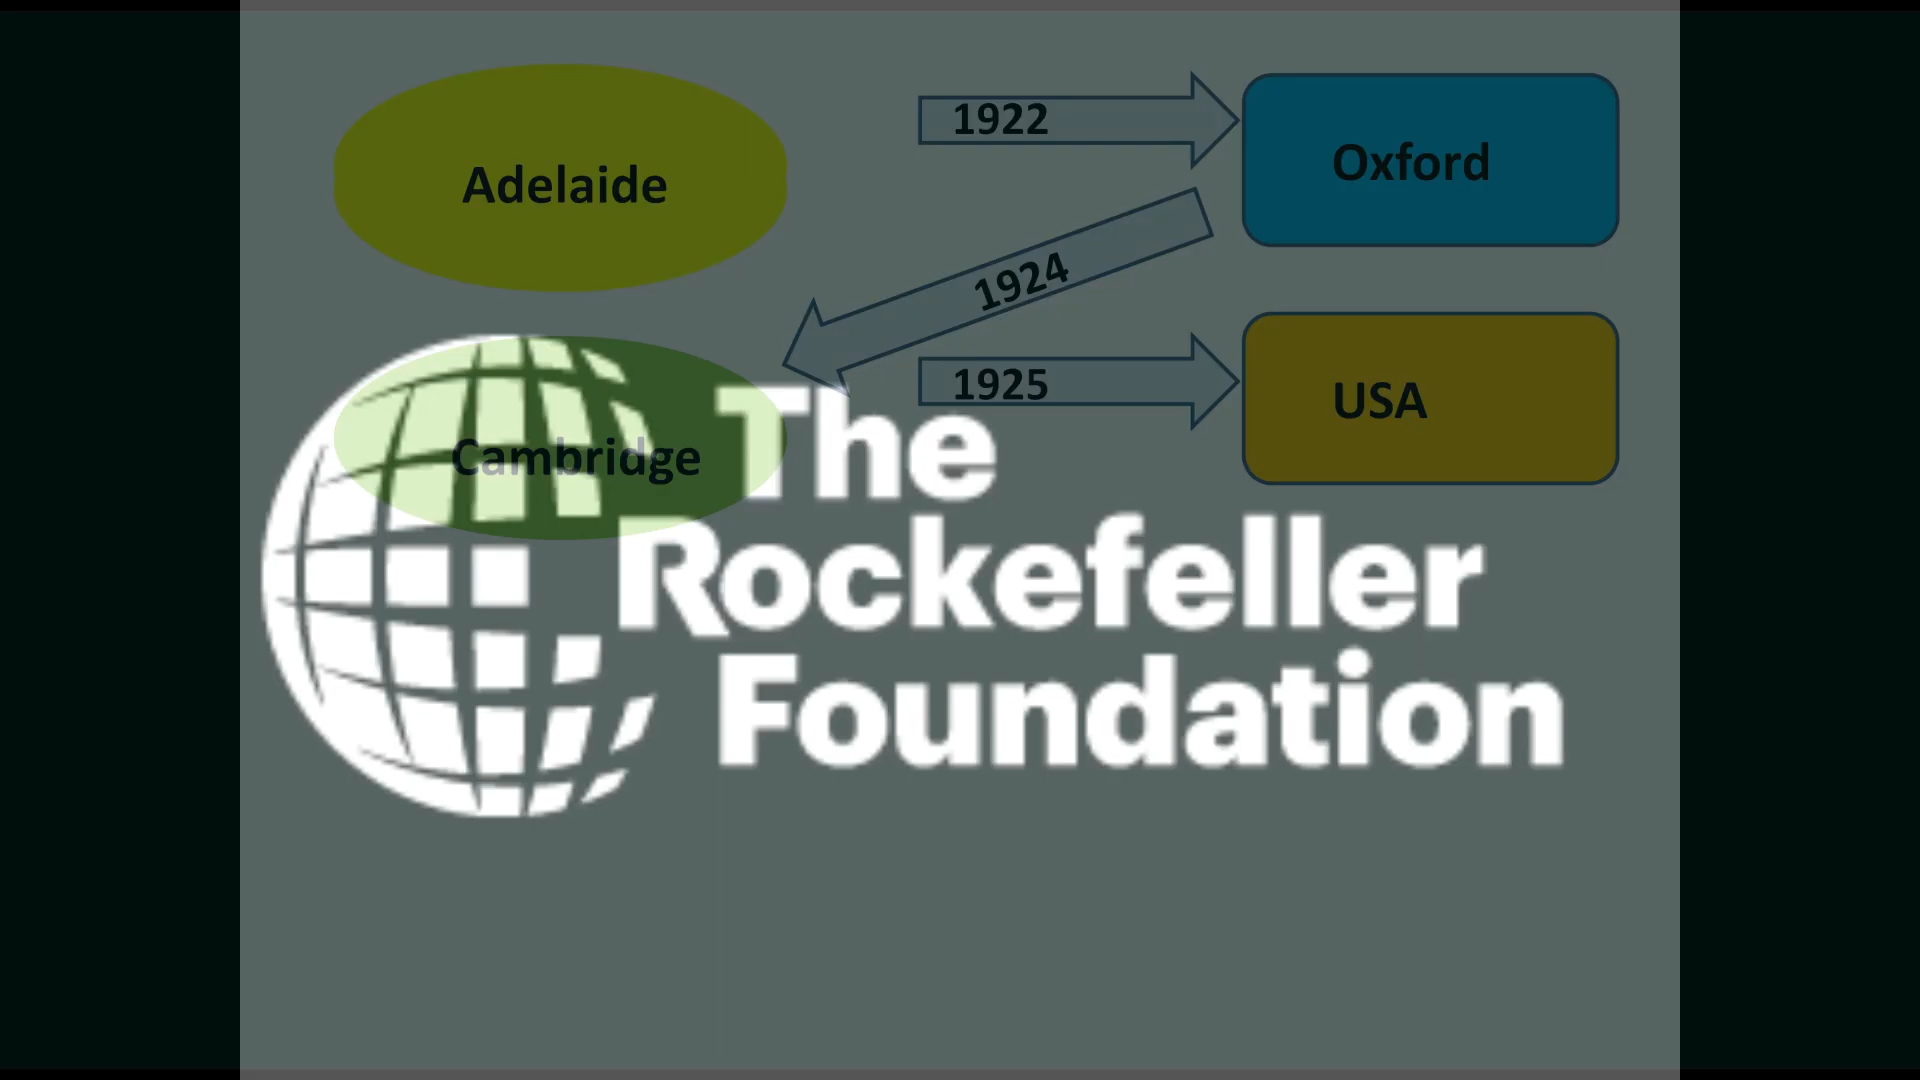 Adelaide
1922
Oxford
1924
Cambridge
1925
USA
The
Rockefeller
Foundation